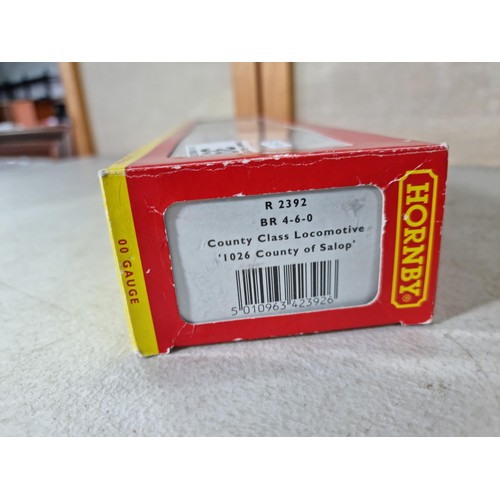 00 GAUGE
R 2392
BR 4-6-0
County Class Locomotive
'1026 County of Salop'
5 010963 423926
HORNBY®